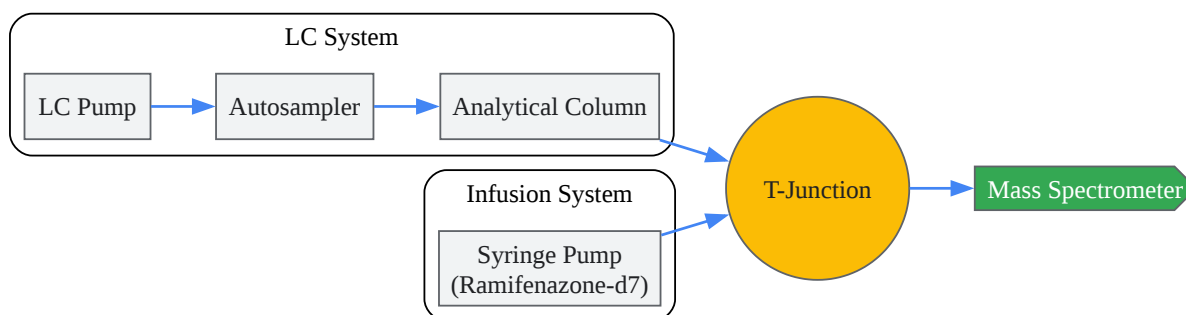 LC System
LC Pump
Autosampler
Analytical Column
Infusion System
Syringe Pump
(Ramifenazone-d7)
T-Junction
Mass Spectrometer